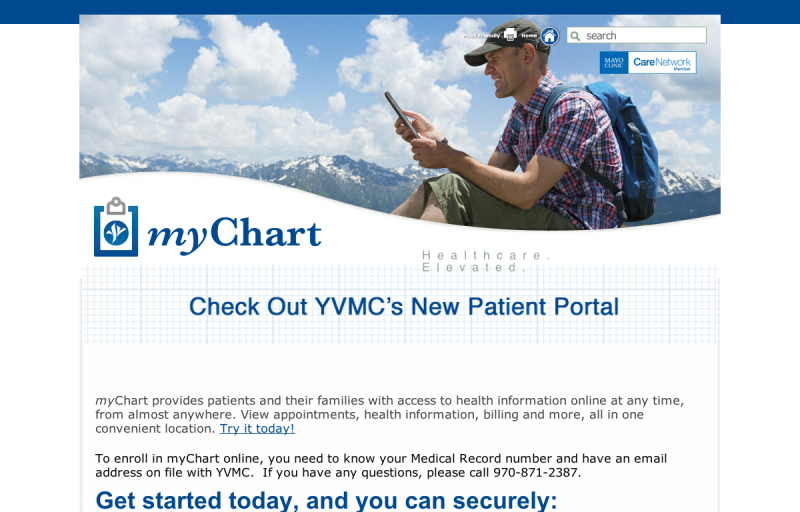 Print Friendly
Home
search
MAYO CLINIC
CareNetwork
Member
myChart
Healthcare.
Elevated.
Check Out YVMC's New Patient Portal
myChart provides patients and their families with access to health information online at any time,
from almost anywhere. View appointments, health information, billing and more, all in one
convenient location. Try it today!
To enroll in myChart online, you need to know your Medical Record number and have an email
address on file with YVMC.  If you have any questions, please call 970-871-2387.
Get started today, and you can securely: